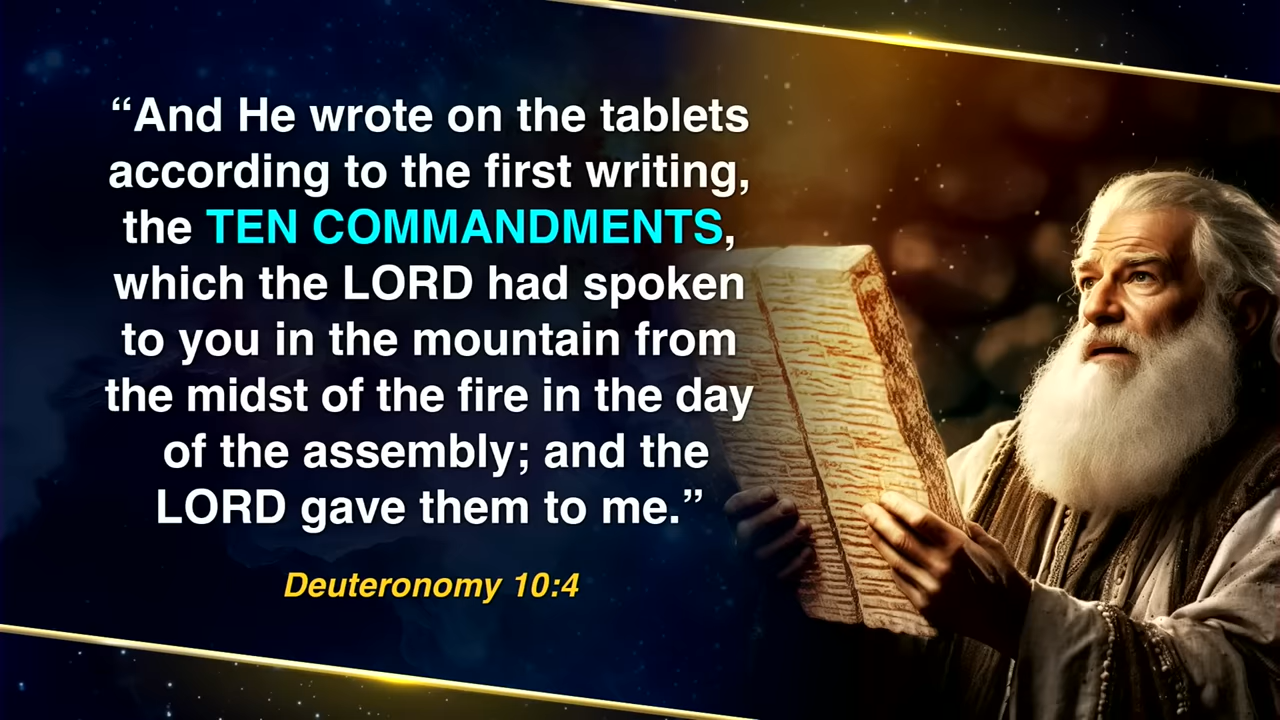 “And He wrote on the tablets
according to the first writing,
the TEN COMMANDMENTS,
which the LORD had spoken
to you in the mountain from
the midst of the fire in the day
of the assembly; and the
LORD gave them to me.”
Deuteronomy 10:4